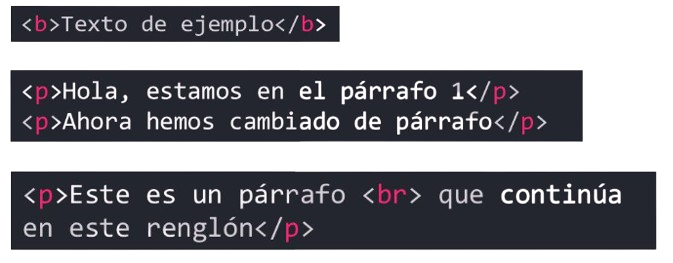 <b>Texto de ejemplo</b>
<p>Hola, estamos en el párrafo 1</p>
<p>Ahora hemos cambiado de párrafo</p>
<p>Este es un párrafo <br> que continúa
en este renglón</p>